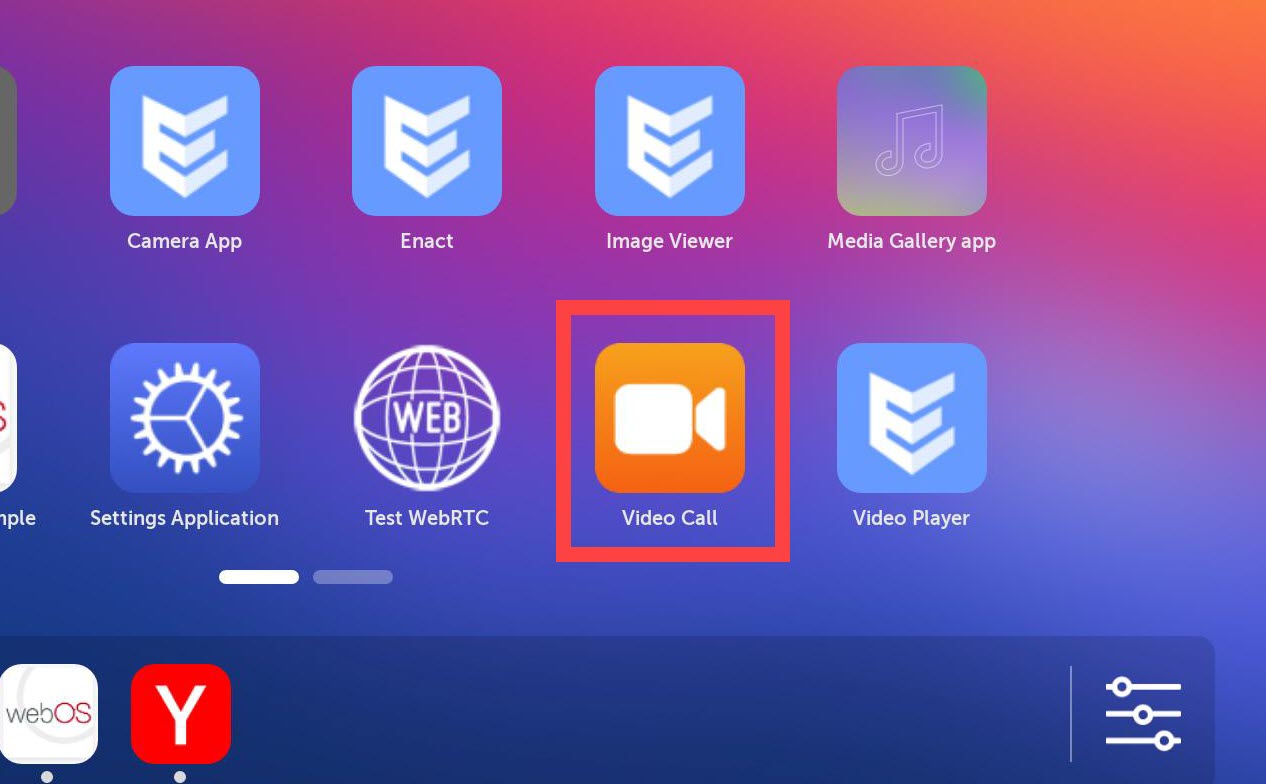 Camera App
Enact
Image Viewer
Media Gallery app
WEB
Settings Application
Test WebRTC
Video Call
Video Player
webOS
Y